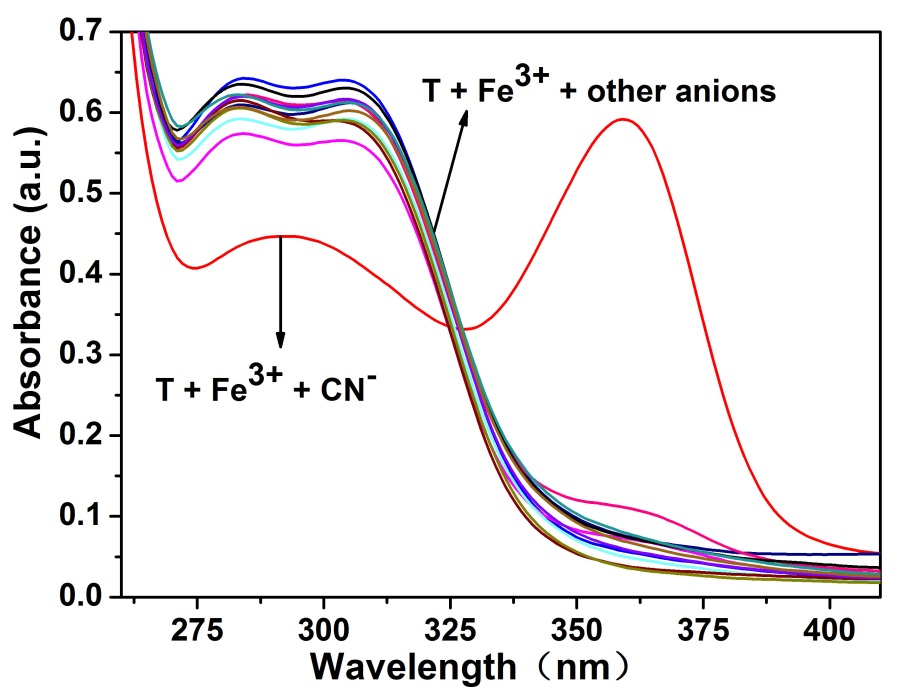 0.7
0.6
0.5
0.4
0.3
0.2
0.1
0.0
Absorbance (a.u.)
T + Fe³⁺ + other anions
T + Fe³⁺ + CN⁻
275 300 325 350 375 400
Wavelength（nm）